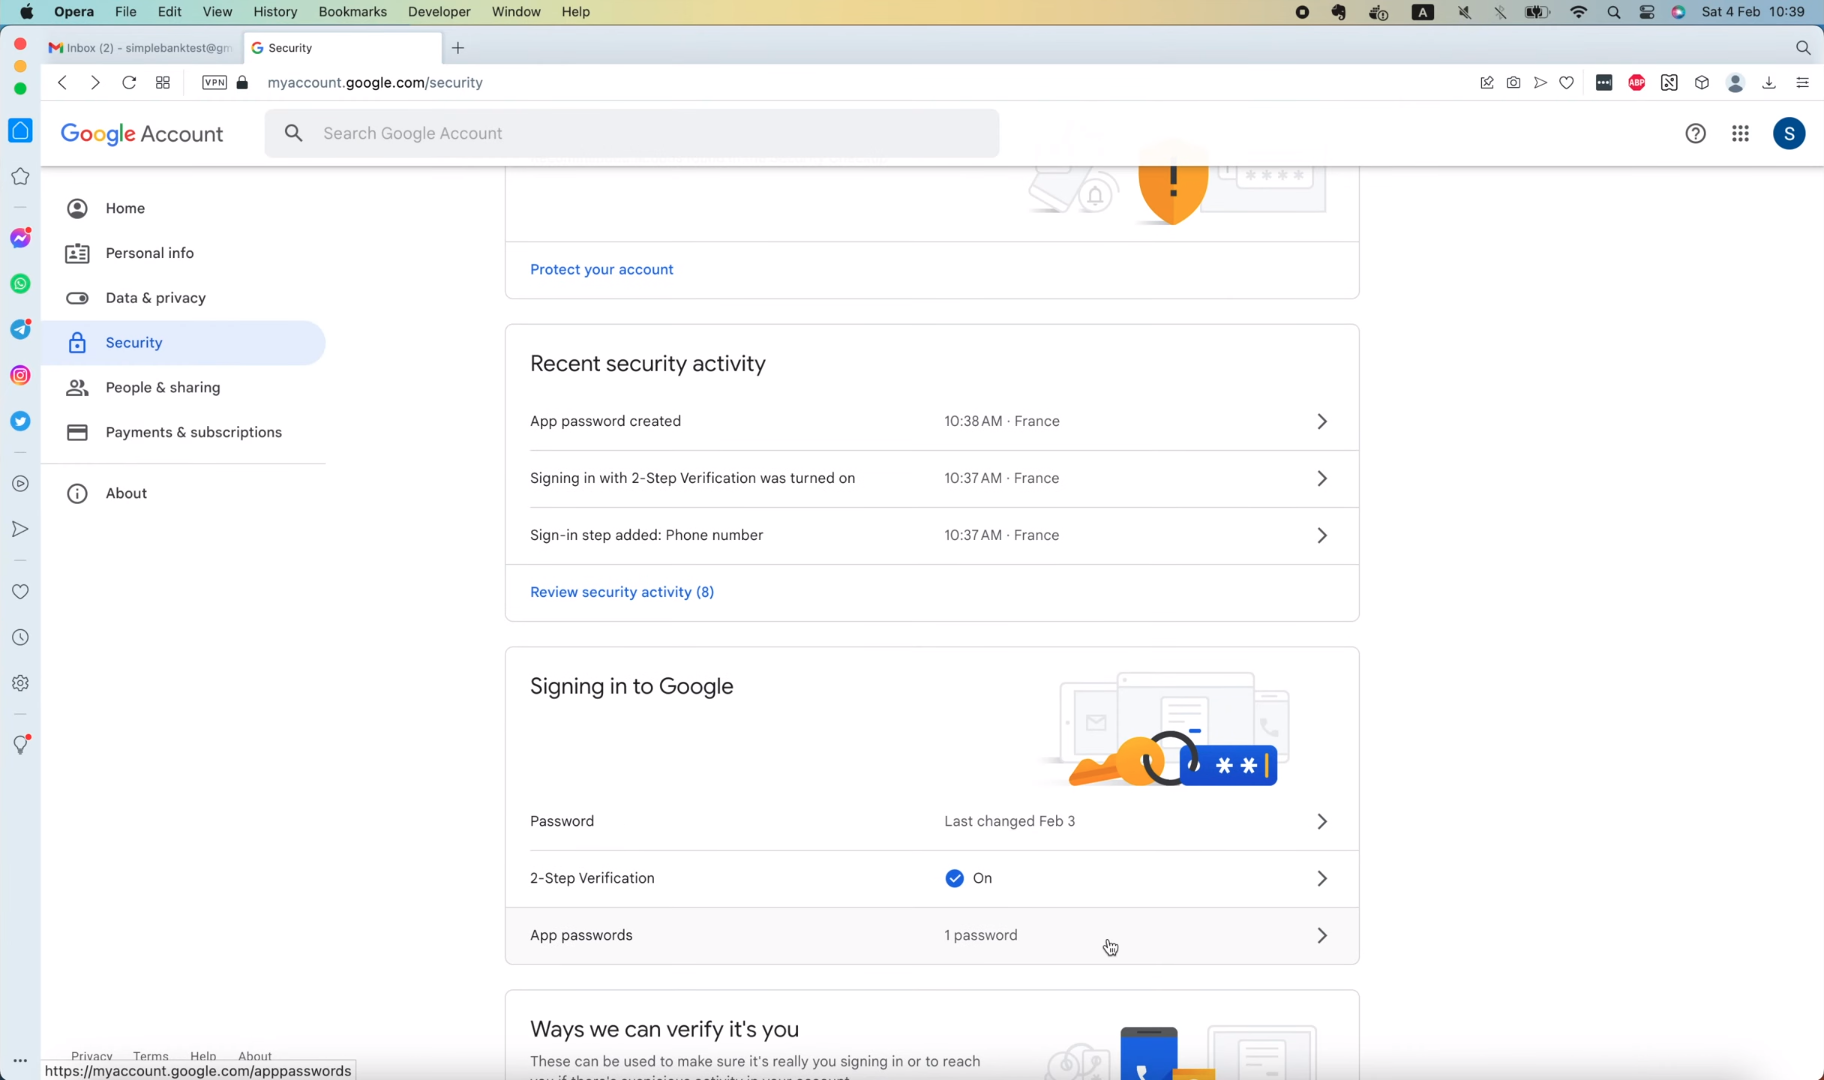 Opera File Edit View History Bookmarks Developer Window Help A Sat 4 Feb 10:39
Inbox (2) - simplebanktest@gm Security
VPN myaccount.google.com/security ABP
Google Account Search Google Account S
Home
Personal info
Data & privacy
Security
People & sharing
Payments & subscriptions
About
Protect your account
Recent security activity
App password created 10:38 AM · France
Signing in with 2-Step Verification was turned on 10:37 AM · France
Sign-in step added: Phone number 10:37 AM · France
Review security activity (8)
Signing in to Google
Password Last changed Feb 3
2-Step Verification On
App passwords 1 password
Ways we can verify it's you
These can be used to make sure it's really you signing in or to reach
Privacy Terms Help About
https://myaccount.google.com/apppasswords